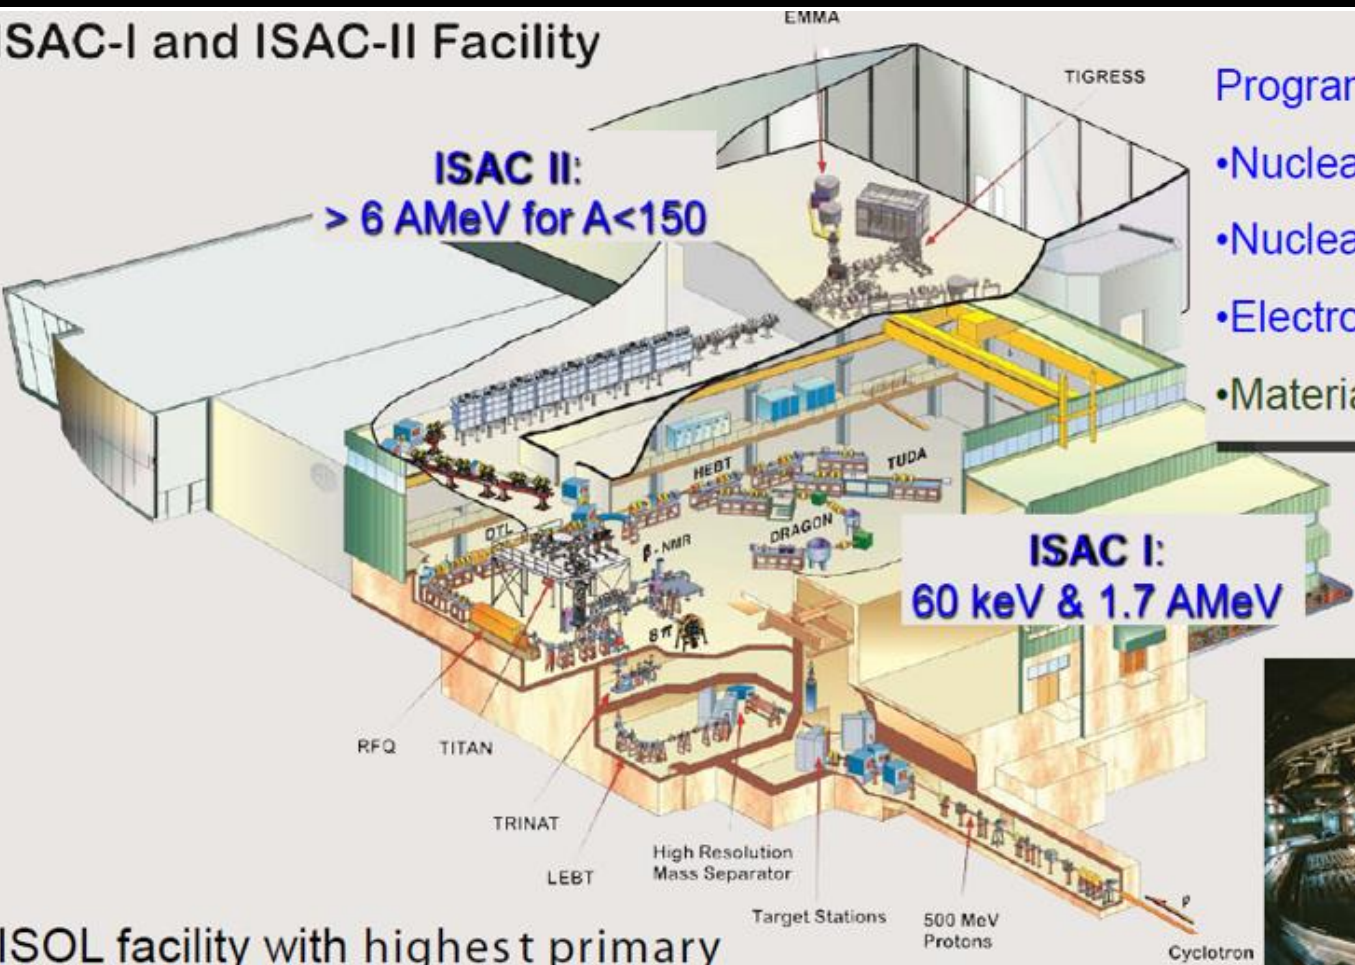 SAC-I and ISAC-II Facility
EMMA
TIGRESS
Program
•Nuclea
•Nuclea
•Electro
•Materia
ISAC II:
> 6 AMeV for A<150
HEBT
TUDA
DTL
β-NMR
DRAGON
ISAC I:
60 keV & 1.7 AMeV
8π
RFQ
TITAN
TRINAT
LEBT
High Resolution
Mass Separator
Target Stations
500 MeV
Protons
P
Cyclotron
ISOL facility with highest primary